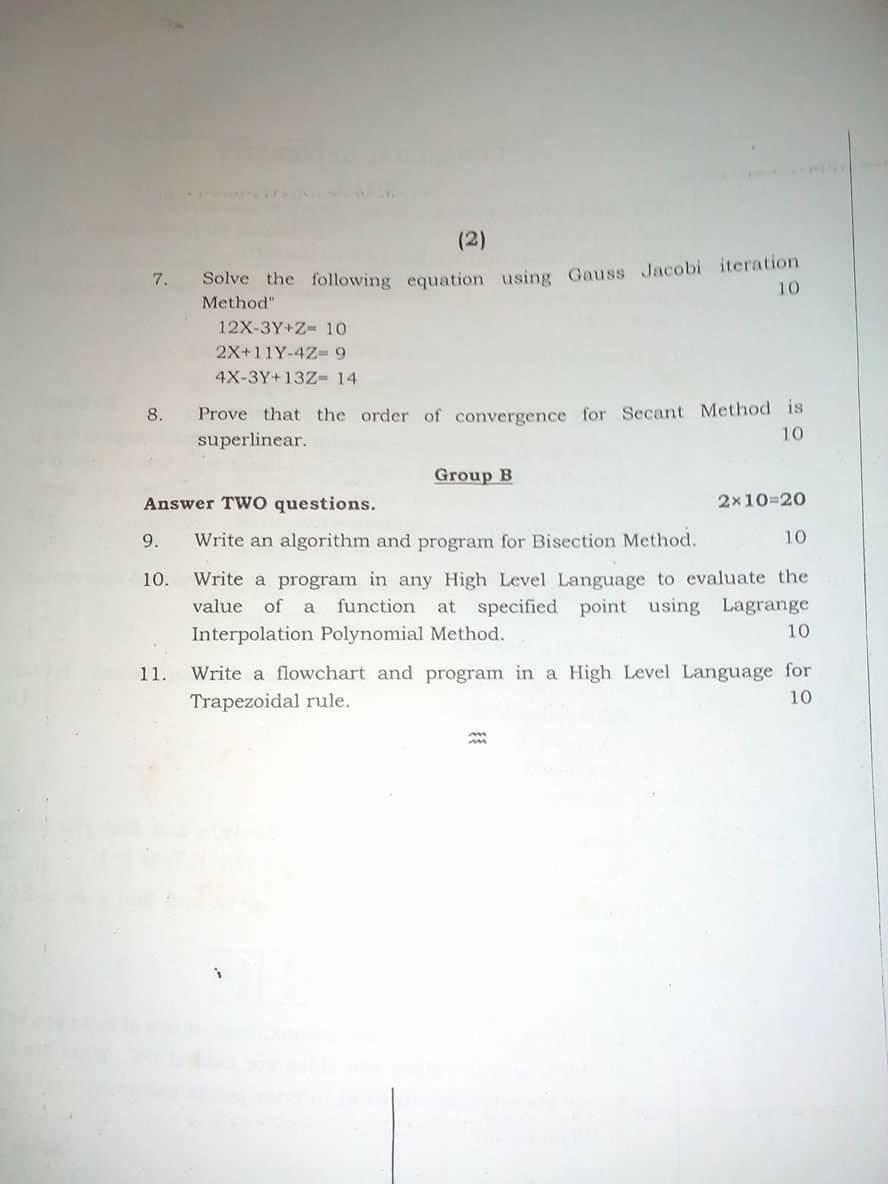 (2)
7. Solve the following equation using Gauss Jacobi iteration
Method" 10
12X-3Y+Z= 10
2X+11Y-4Z= 9
4X-3Y+13Z= 14
8. Prove that the order of convergence for Secant Method is
superlinear. 10
Group B
Answer TWO questions. 2×10=20
9. Write an algorithm and program for Bisection Method. 10
10. Write a program in any High Level Language to evaluate the
value of a function at specified point using Lagrange
Interpolation Polynomial Method. 10
11. Write a flowchart and program in a High Level Language for
Trapezoidal rule. 10